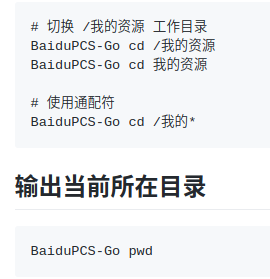 # 切换 /我的资源 工作目录
BaiduPCS-Go cd /我的资源
BaiduPCS-Go cd 我的资源
# 使用通配符
BaiduPCS-Go cd /我的*
输出当前所在目录
BaiduPCS-Go pwd